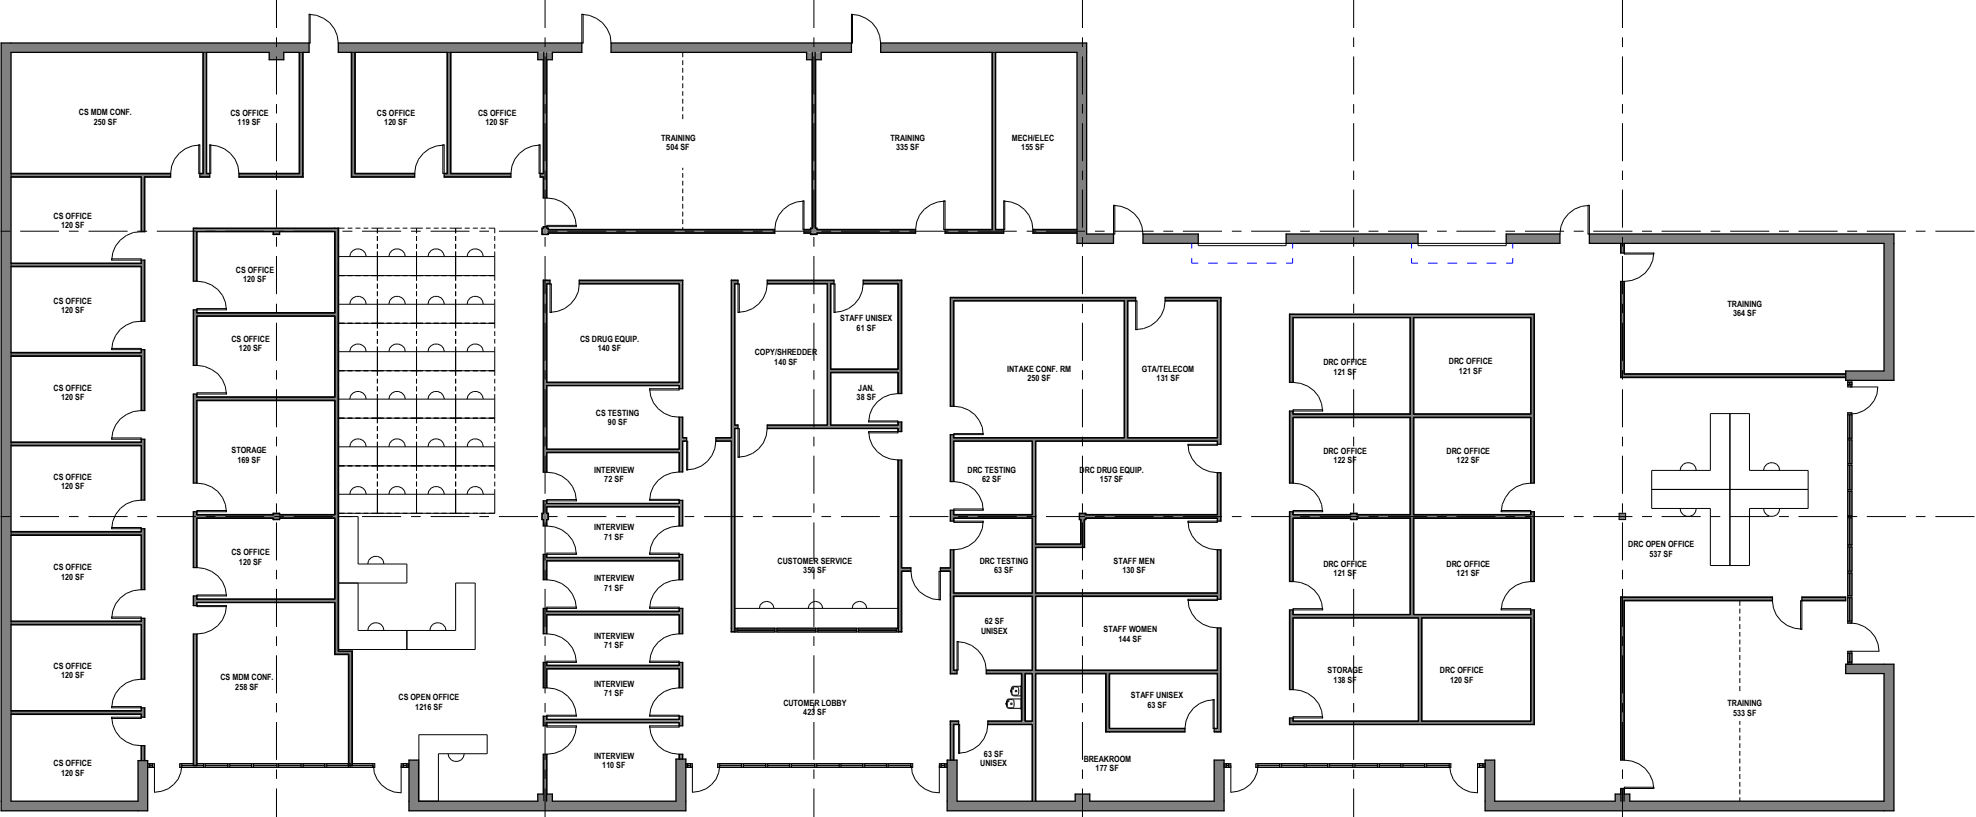 CS MDM CONF.
250 SF
CS OFFICE
119 SF
CS OFFICE
120 SF
CS OFFICE
120 SF
TRAINING
504 SF
TRAINING
335 SF
MECH/ELEC
155 SF
CS OFFICE
120 SF
CS OFFICE
120 SF
CS OFFICE
120 SF
CS OFFICE
120 SF
CS OFFICE
120 SF
CS OFFICE
120 SF
CS OFFICE
120 SF
CS OFFICE
120 SF
CS OFFICE
120 SF
STORAGE
169 SF
CS OFFICE
120 SF
CS MDM CONF.
258 SF
CS OPEN OFFICE
1216 SF
CS DRUG EQUIP.
140 SF
CS TESTING
90 SF
INTERVIEW
72 SF
INTERVIEW
71 SF
INTERVIEW
71 SF
INTERVIEW
71 SF
INTERVIEW
71 SF
INTERVIEW
110 SF
COPY/SHREDDER
140 SF
STAFF UNISEX
61 SF
JAN.
38 SF
CUSTOMER SERVICE
350 SF
CUTOMER LOBBY
423 SF
INTAKE CONF. RM
250 SF
GTA/TELECOM
131 SF
DRC TESTING
62 SF
DRC DRUG EQUIP.
157 SF
DRC TESTING
63 SF
STAFF MEN
130 SF
62 SF
UNISEX
STAFF WOMEN
144 SF
STAFF UNISEX
63 SF
63 SF
UNISEX
BREAKROOM
177 SF
DRC OFFICE
121 SF
DRC OFFICE
121 SF
DRC OFFICE
122 SF
DRC OFFICE
122 SF
DRC OFFICE
121 SF
DRC OFFICE
121 SF
STORAGE
138 SF
DRC OFFICE
120 SF
TRAINING
364 SF
DRC OPEN OFFICE
537 SF
TRAINING
533 SF